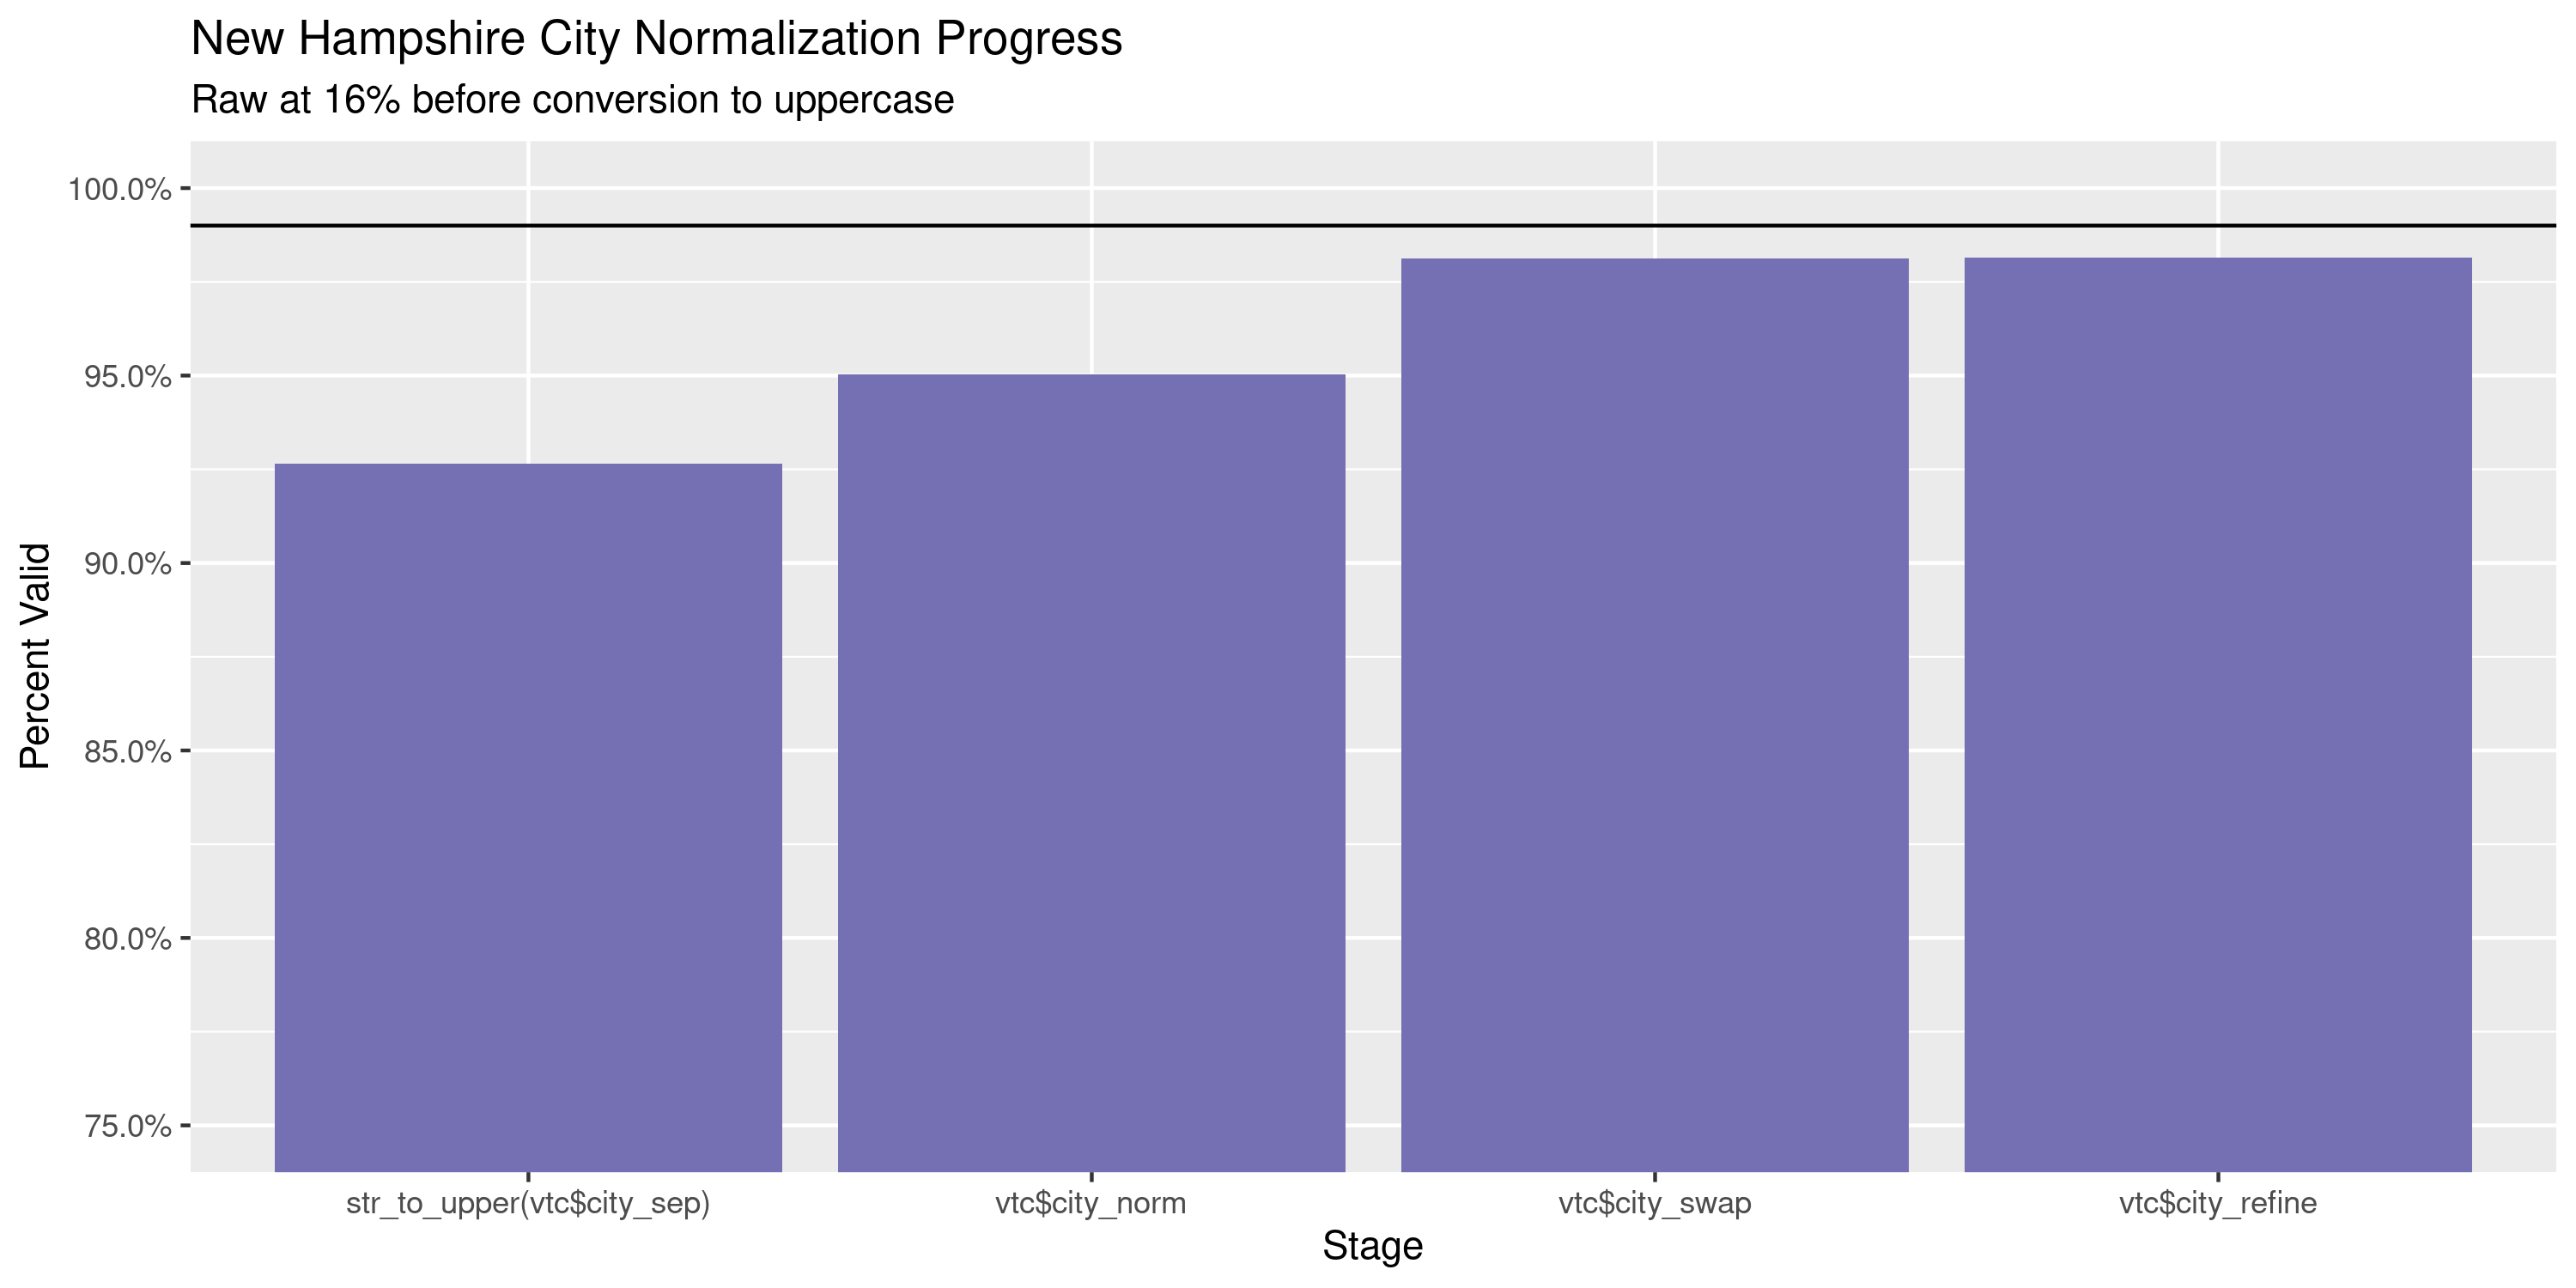 New Hampshire City Normalization Progress
Raw at 16% before conversion to uppercase
100.0%
95.0%
90.0%
85.0%
80.0%
75.0%
Percent Valid
str_to_upper(vtc$city_sep)
vtc$city_norm
vtc$city_swap
vtc$city_refine
Stage